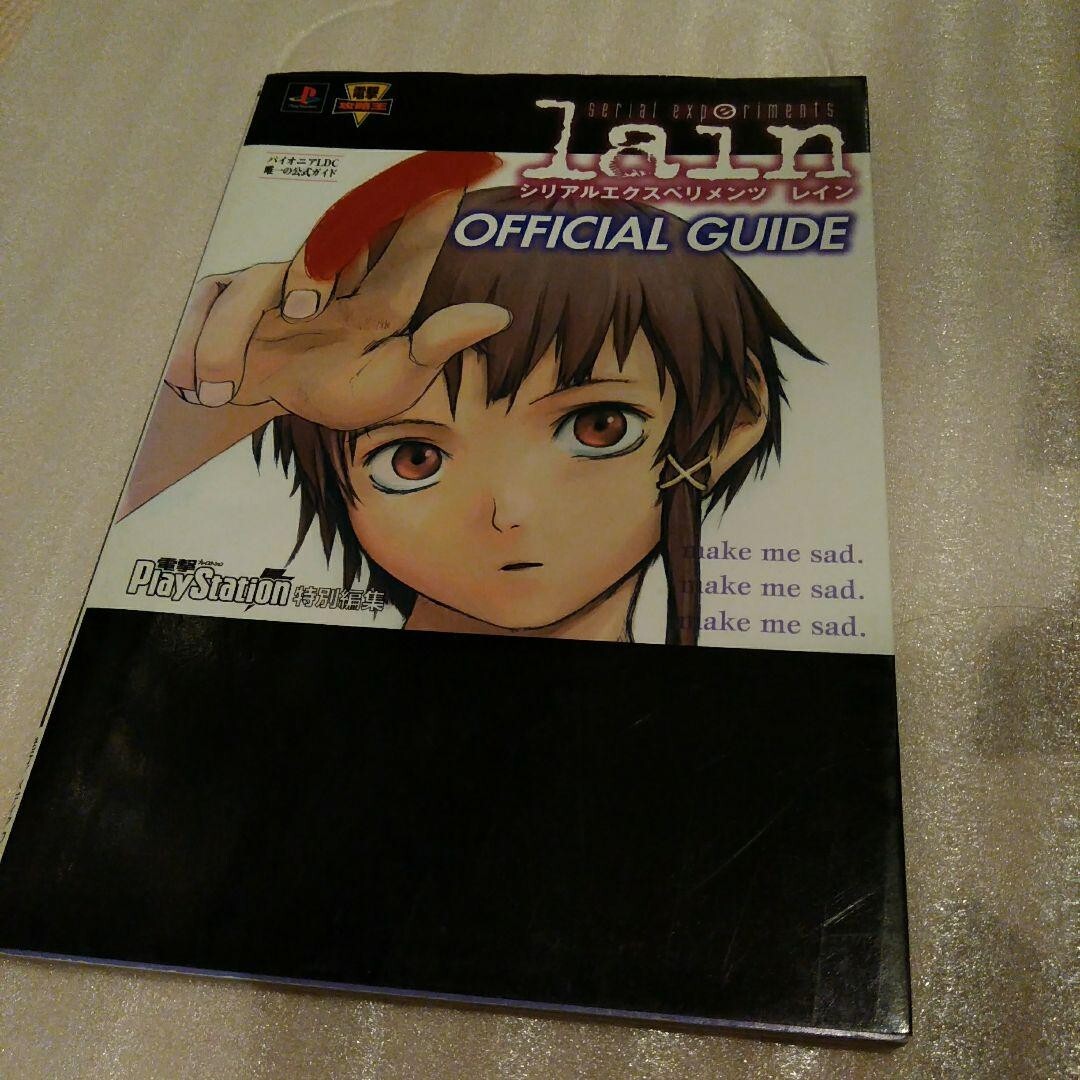 PlayStation
電撃
攻略王
serial experiments
lain
シリアルエクスペリメンツ レイン
パイオニアLDC
唯一の公式ガイド
OFFICIAL GUIDE
make me sad.
make me sad.
make me sad.
電撃
PlayStation 特別編集